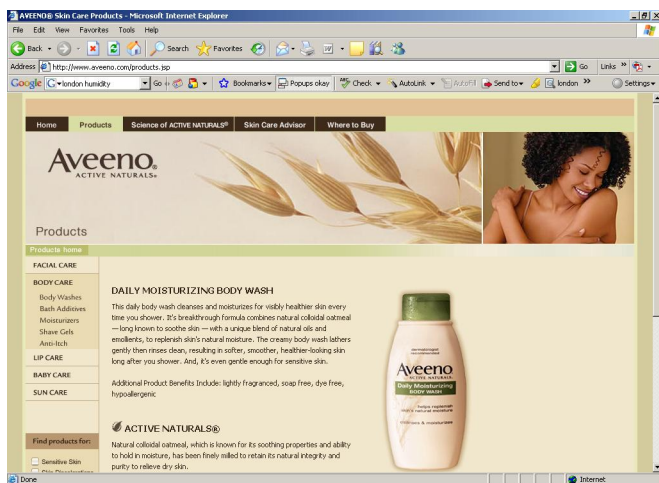 AVEENO® Skin Care Products - Microsoft Internet Explorer
File Edit View Favorites Tools Help
Back Search Favorites
Address http://www.aveeno.com/products.jsp Go Links »
Google london humidity Go Bookmarks Popups okay Check AutoLink AutoFill Send to london » Settings
Home Products Science of ACTIVE NATURALS® Skin Care Advisor Where to Buy
Aveeno®
ACTIVE NATURALS®
Products
Products home
FACIAL CARE
BODY CARE
Body Washes
Bath Additives
Moisturizers
Shave Gels
Anti-Itch
LIP CARE
BABY CARE
SUN CARE
Find products for:
Sensitive Skin
DAILY MOISTURIZING BODY WASH
This daily body wash cleanses and moisturizes for visibly healthier skin every
time you shower. It's breakthrough formula combines natural colloidal oatmeal
—long known to soothe skin — with a unique blend of natural oils and
emollients, to replenish skin's natural moisture. The creamy body wash lathers
gently then rinses clean, resulting in softer, smoother, healthier-looking skin
long after you shower. And, it's even gentle enough for sensitive skin.
Additional Product Benefits Include: lightly fragranced, soap free, dye free,
hypoallergenic
ACTIVE NATURALS®
Natural colloidal oatmeal, which is known for its soothing properties and ability
to hold in moisture, has been finely milled to retain its natural integrity and
purity to relieve dry skin.
dermatologist
recommended
Aveeno
ACTIVE NATURALS
Daily Moisturizing
BODY WASH
helps replenish
skin's natural moisture
cleanses & moisturizes
Done Internet